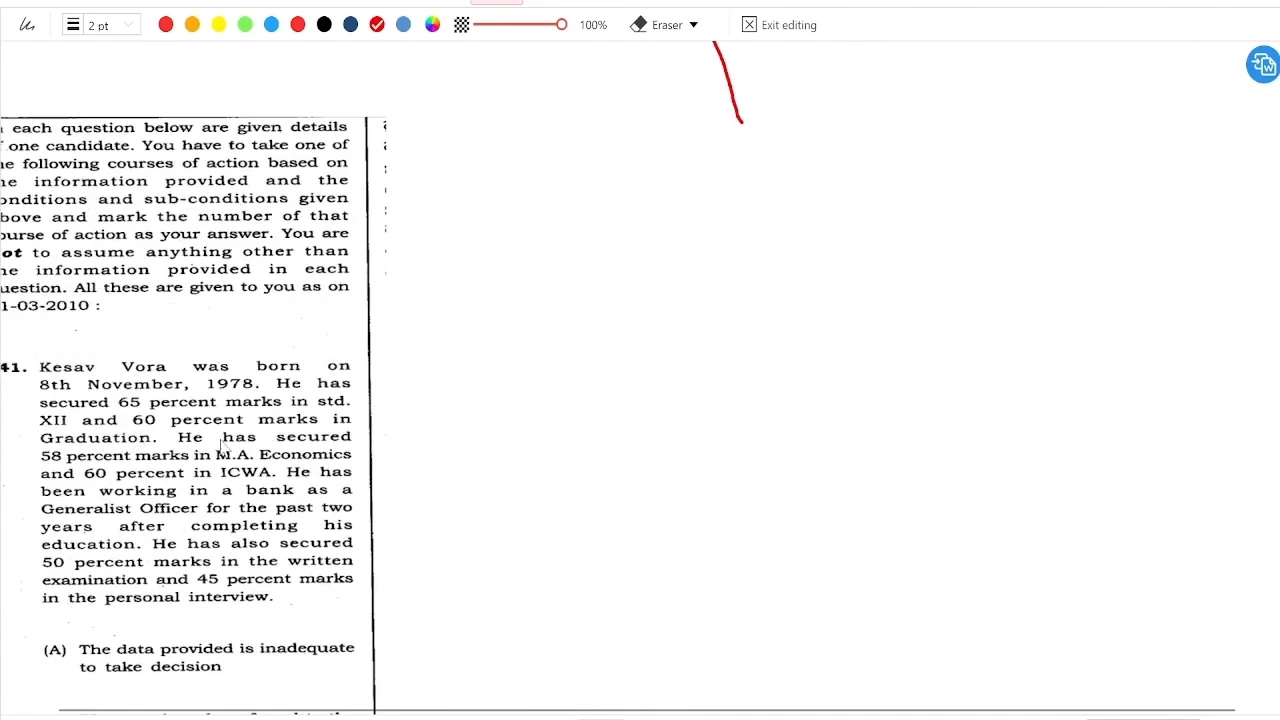 2 pt
100%
Eraser
Exit editing
each question below are given details
one candidate. You have to take one of
following courses of action based on
information provided and the
and sub-conditions given
and mark the number of that
of action as your answer. You are
to assume anything other than
information provided in each
All these are given to you as on
1-03-2010 :
41. Kesav Vora was born on
8th November, 1978. He has
secured 65 percent marks in std.
XII and 60 percent marks in
Graduation. He has secured
58 percent marks in M.A. Economics
and 60 percent in ICWA. He has
been working in a bank as a
Generalist Officer for the past two
years after completing his
education. He has also secured
50 percent marks in the written
examination and 45 percent marks
in the personal interview.
(A) The data provided is inadequate
to take decision